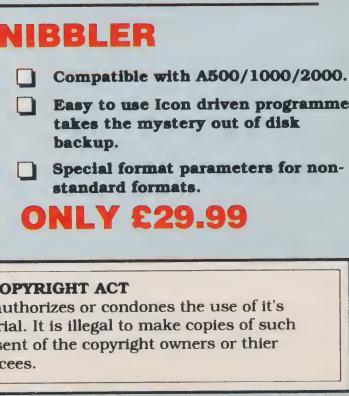 NIBBLER
Compatible with A500/1000/2000.
Easy to use Icon driven programme
takes the mystery out of disk
backup.
Special format parameters for non-
standard formats.
ONLY £29.99
OPYRIGHT ACT
authorizes or condones the use of it's
rial. It is illegal to make copies of such
sent of the copyright owners or thier
cees.